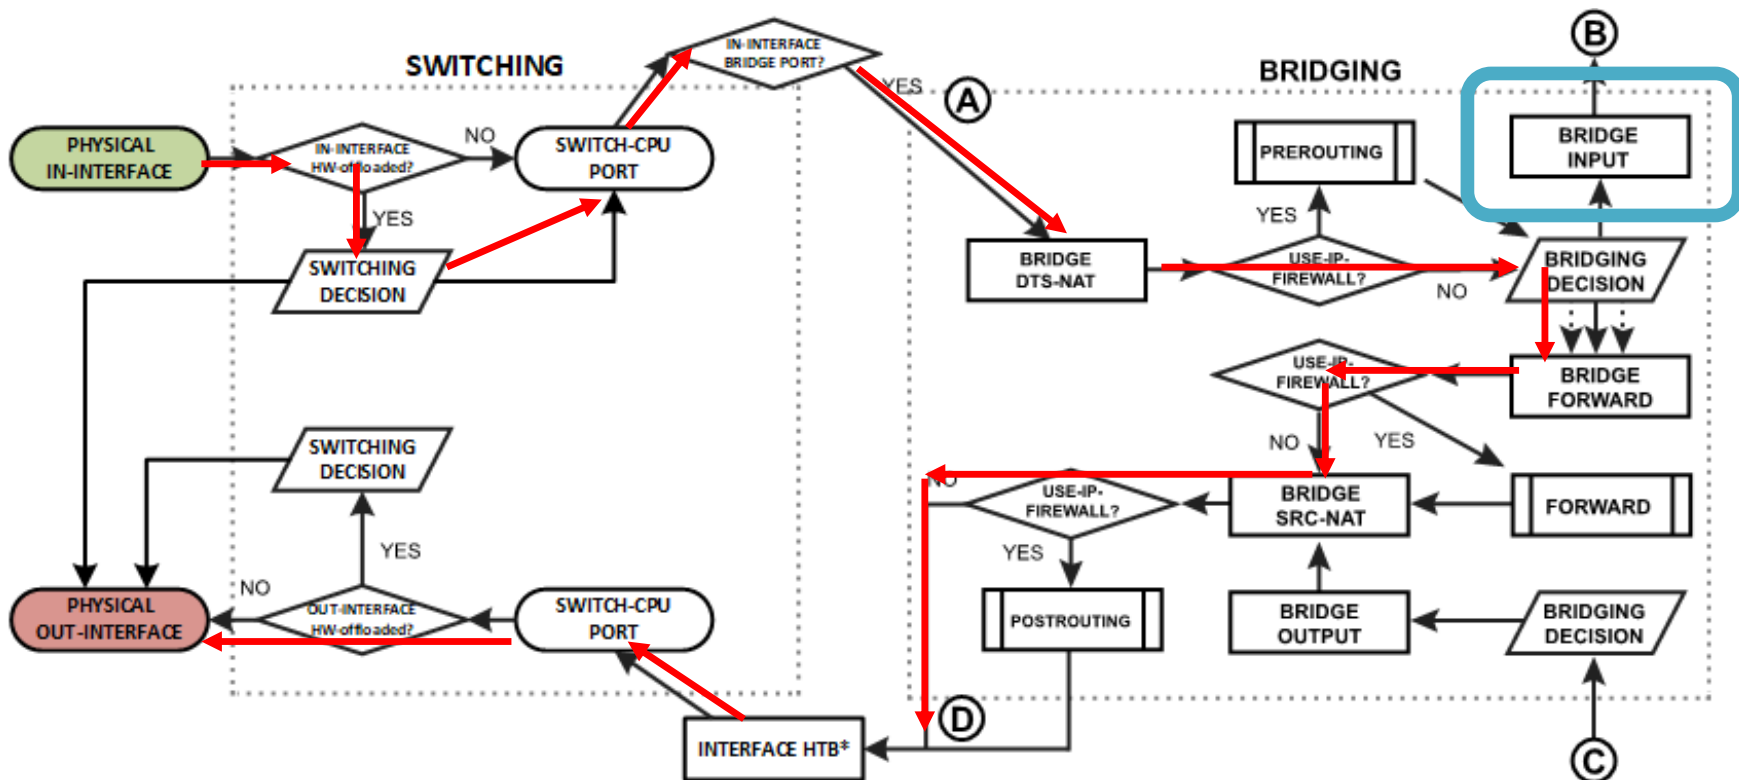 SWITCHING
BRIDGING
IN-INTERFACE
BRIDGE PORT?
YES
A
B
PHYSICAL
IN-INTERFACE
IN-INTERFACE
HW-offloaded?
NO
YES
SWITCH-CPU
PORT
SWITCHING
DECISION
PREROUTING
BRIDGE
INPUT
YES
BRIDGE
DTS-NAT
USE-IP-
FIREWALL?
NO
BRIDGING
DECISION
USE-IP-
FIREWALL?
BRIDGE
FORWARD
NO
YES
SWITCHING
DECISION
NO
USE-IP-
FIREWALL?
BRIDGE
SRC-NAT
FORWARD
YES
YES
NO
PHYSICAL
OUT-INTERFACE
OUT-INTERFACE
HW-offloaded?
SWITCH-CPU
PORT
POSTROUTING
BRIDGE
OUTPUT
BRIDGING
DECISION
D
INTERFACE HTB*
C